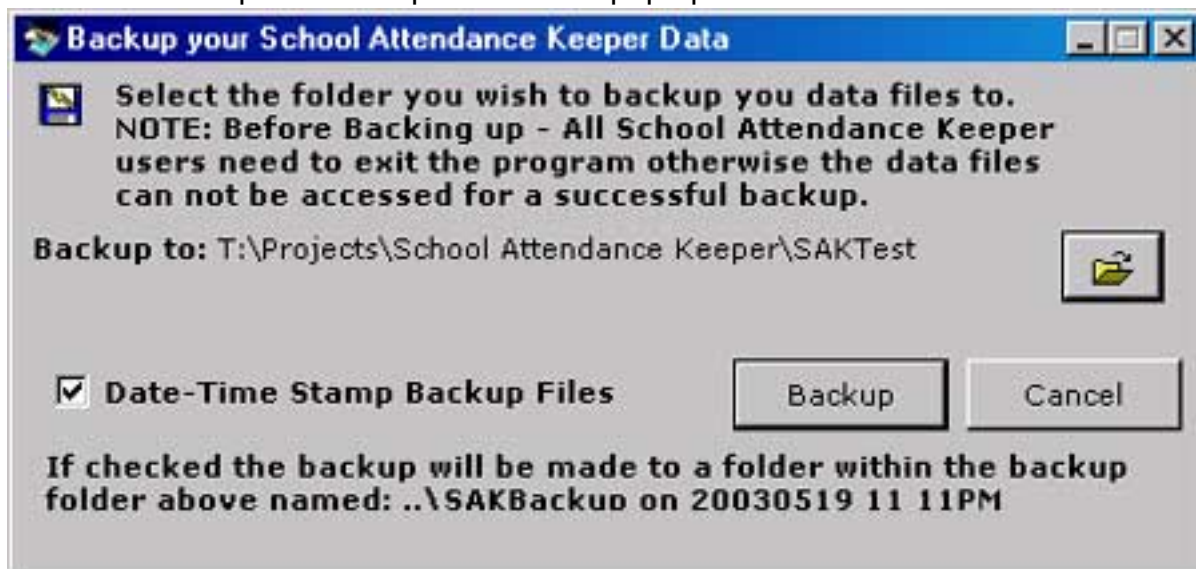 Backup your School Attendance Keeper Data
Select the folder you wish to backup you data files to.
NOTE: Before Backing up - All School Attendance Keeper
users need to exit the program otherwise the data files
can not be accessed for a successful backup.
Backup to: T:\Projects\School Attendance Keeper\SAKTest
Date-Time Stamp Backup Files
Backup
Cancel
If checked the backup will be made to a folder within the backup
folder above named: ..\SAKBackup on 20030519 11 11PM